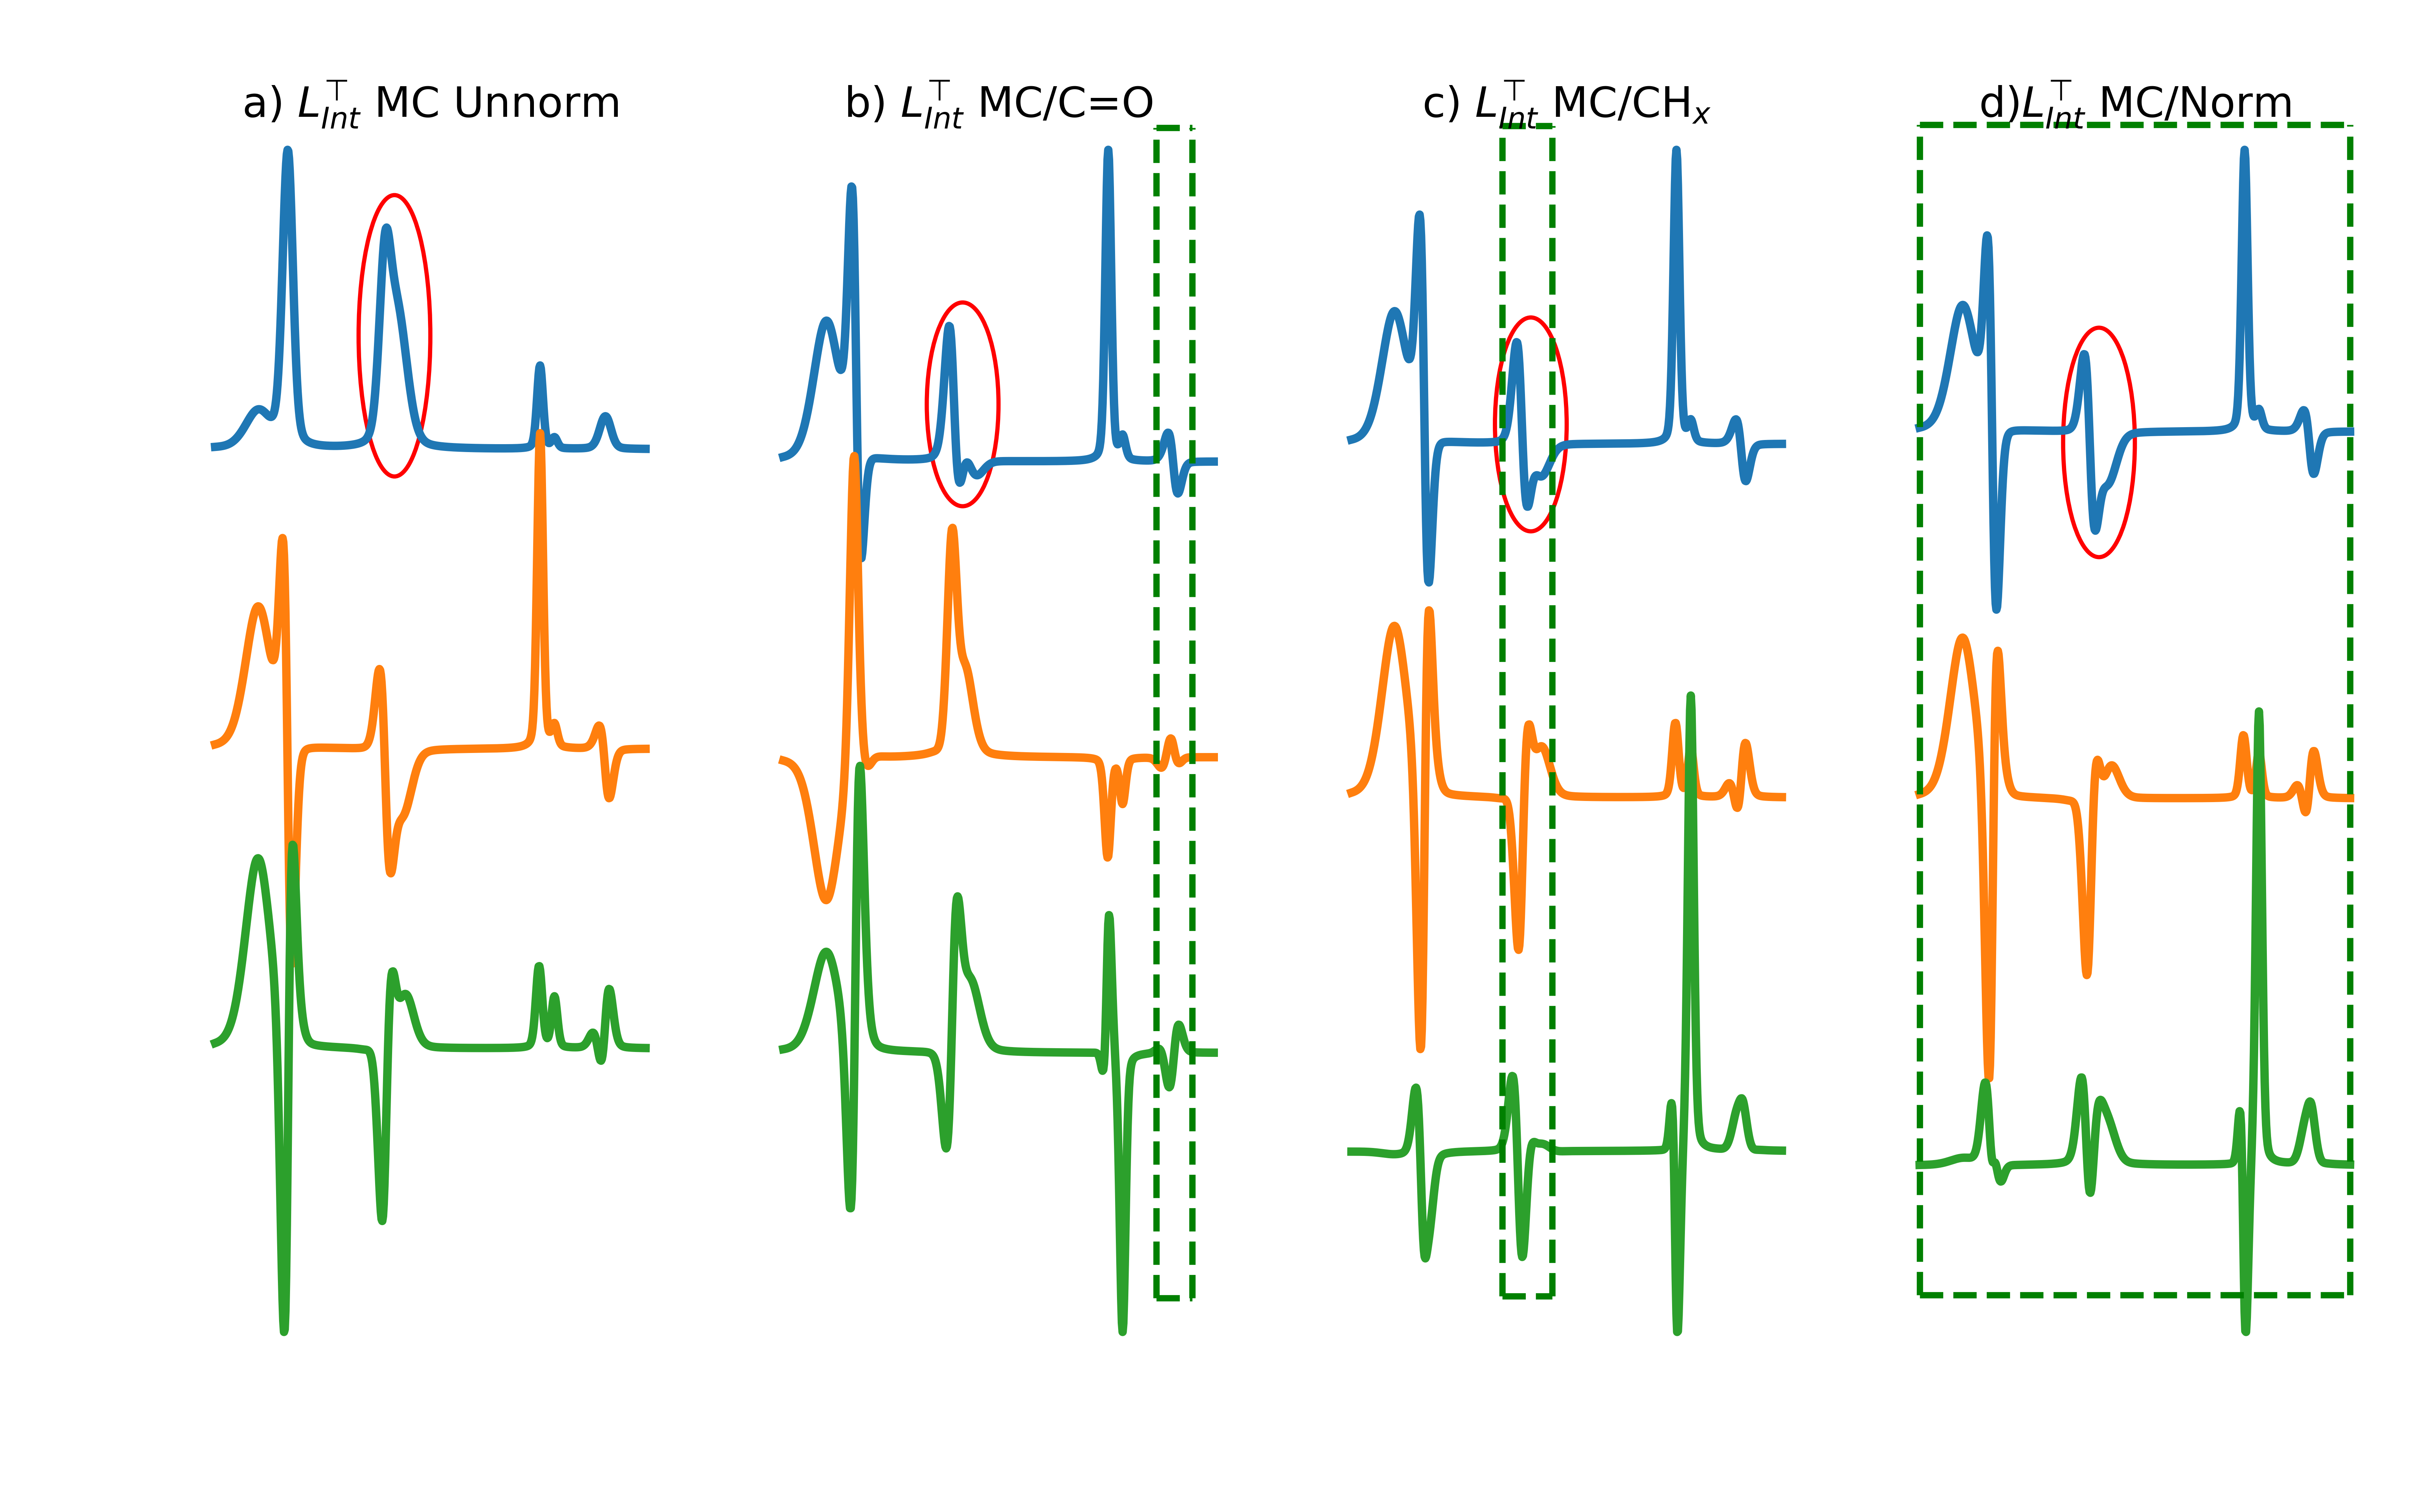 a) $L_{Int}^{\top}$ MC Unnorm
b) $L_{Int}^{\top}$ MC/C=O
c) $L_{Int}^{\top}$ MC/CH$_x$
d)$L_{Int}^{\top}$ MC/Norm